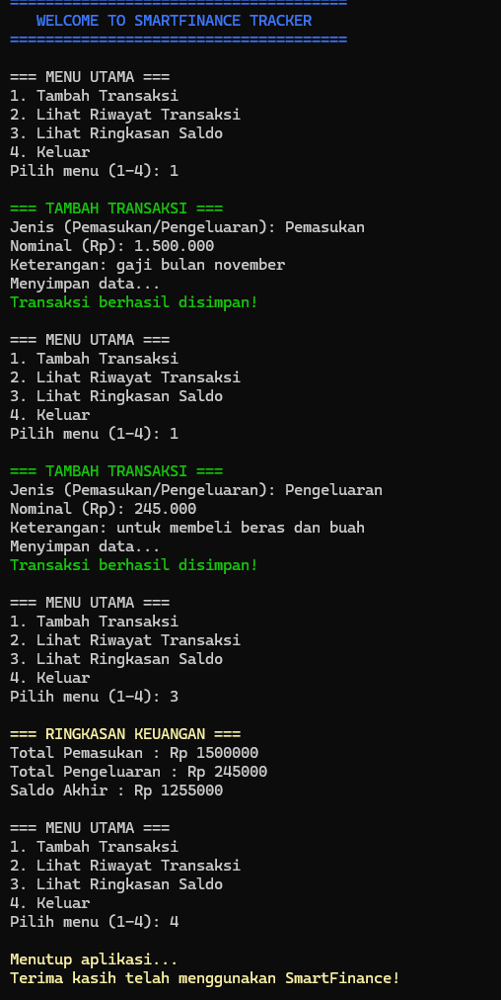 ======================================
WELCOME TO SMARTFINANCE TRACKER
======================================
=== MENU UTAMA ===
1. Tambah Transaksi
2. Lihat Riwayat Transaksi
3. Lihat Ringkasan Saldo
4. Keluar
Pilih menu (1-4): 1
=== TAMBAH TRANSAKSI ===
Jenis (Pemasukan/Pengeluaran): Pemasukan
Nominal (Rp): 1.500.000
Keterangan: gaji bulan november
Menyimpan data...
Transaksi berhasil disimpan!
=== MENU UTAMA ===
1. Tambah Transaksi
2. Lihat Riwayat Transaksi
3. Lihat Ringkasan Saldo
4. Keluar
Pilih menu (1-4): 1
=== TAMBAH TRANSAKSI ===
Jenis (Pemasukan/Pengeluaran): Pengeluaran
Nominal (Rp): 245.000
Keterangan: untuk membeli beras dan buah
Menyimpan data...
Transaksi berhasil disimpan!
=== MENU UTAMA ===
1. Tambah Transaksi
2. Lihat Riwayat Transaksi
3. Lihat Ringkasan Saldo
4. Keluar
Pilih menu (1-4): 3
=== RINGKASAN KEUANGAN ===
Total Pemasukan : Rp 1500000
Total Pengeluaran : Rp 245000
Saldo Akhir : Rp 1255000
=== MENU UTAMA ===
1. Tambah Transaksi
2. Lihat Riwayat Transaksi
3. Lihat Ringkasan Saldo
4. Keluar
Pilih menu (1-4): 4
Menutup aplikasi...
Terima kasih telah menggunakan SmartFinance!